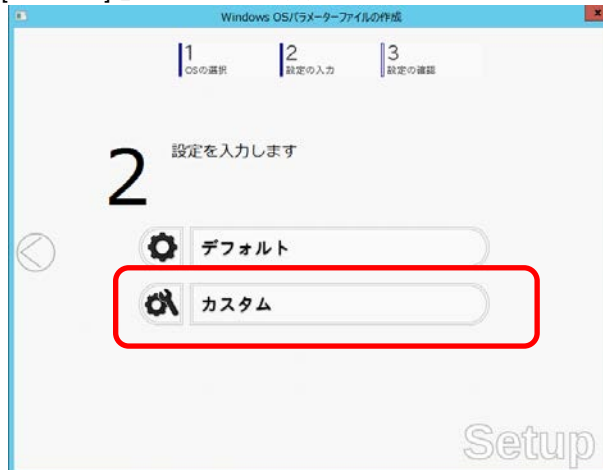 Windows OSパラメーターファイルの作成
1
OSの選択
2
設定の入力
3
設定の確認
2
設定を入力します
デフォルト
カスタム
Setup